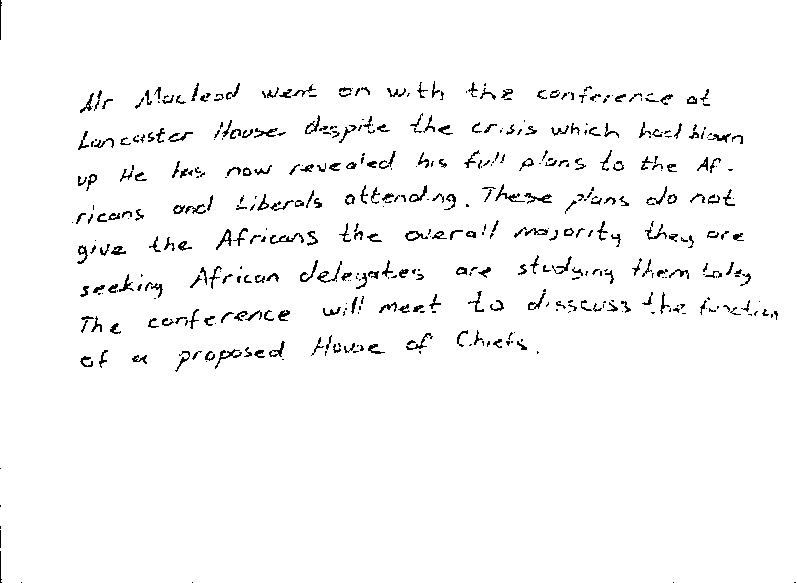 Mr Macleod went on with the conference at
Lancaster House despite the crisis which had blown
up He has now revealed his full plans to the Af-
ricans and Liberals attending. These plans do not
give the Africans the overall majority they are
seeking African delegates are studying them today
The conference will meet to disscuss the function
of a proposed House of Chiefs.